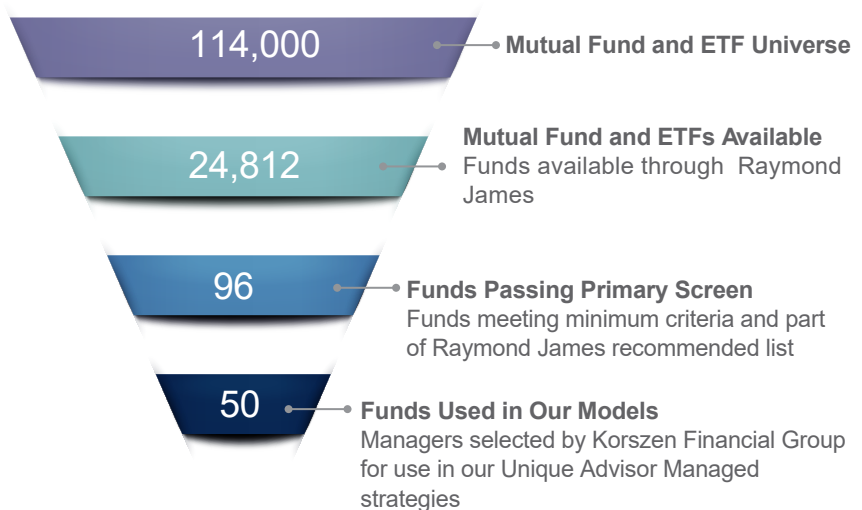 114,000
Mutual Fund and ETF Universe
24,812
Mutual Fund and ETFs Available
Funds available through Raymond
James
96
Funds Passing Primary Screen
Funds meeting minimum criteria and part
of Raymond James recommended list
50
Funds Used in Our Models
Managers selected by Korszen Financial Group
for use in our Unique Advisor Managed
strategies